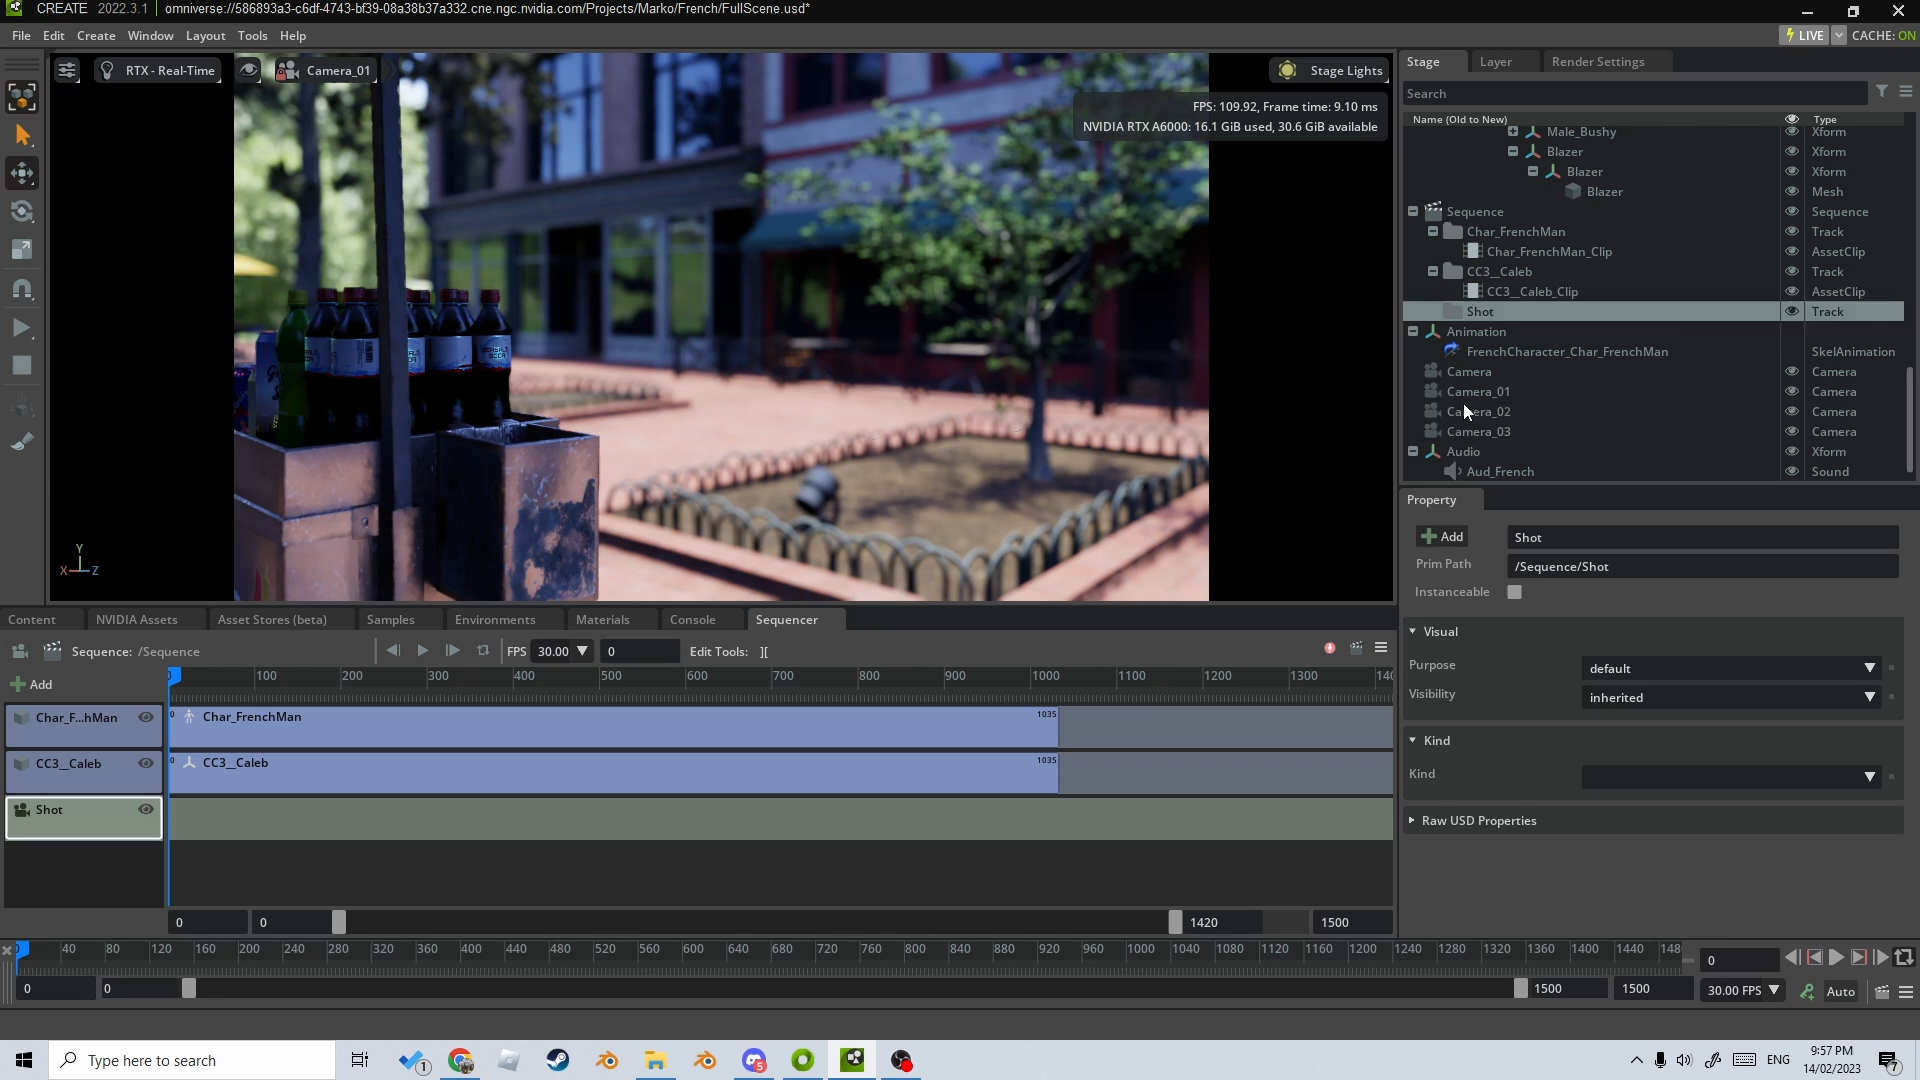 CREATE 2022.3.1 omniverse://586893a3-c6df-4743-bf39-08a38b37a332.cne.ngc.nvidia.com/Projects/Marko/French/FullScene.usd*
File Edit Create Window Layout Tools Help
LIVE CACHE: ON
RTX - Real-Time
Camera_01
Stage Lights
FPS: 109.92, Frame time: 9.10 ms
NVIDIA RTX A6000: 16.1 GiB used, 30.6 GiB available
Y
X Z
Stage Layer Render Settings
Search
Name (Old to New) Type
Male_Bushy Xform
Blazer Xform
Blazer Xform
Blazer Mesh
Sequence Sequence
Char_FrenchMan Track
Char_FrenchMan_Clip AssetClip
CC3_Caleb Track
CC3_Caleb_Clip AssetClip
Shot Track
Animation
FrenchCharacter_Char_FrenchMan SkelAnimation
Camera Camera
Camera_01 Camera
Camera_02 Camera
Camera_03 Camera
Audio Xform
Aud_French Sound
Property
Add Shot
Prim Path /Sequence/Shot
Instanceable
Visual
Purpose default
Visibility inherited
Kind
Kind
Raw USD Properties
Content NVIDIA Assets Asset Stores (beta) Samples Environments Materials Console Sequencer
Sequence: /Sequence FPS 30.00 0 Edit Tools: ][
Add
0 100 200 300 400 500 600 700 800 900 1000 1100 1200 1300 140
Char_F...hMan 0 Char_FrenchMan 1035
CC3_Caleb 0 CC3_Caleb 1035
Shot
0 0 1420 1500
0 40 80 120 160 200 240 280 320 360 400 440 480 520 560 600 640 680 720 760 800 840 880 920 960 1000 1040 1080 1120 1160 1200 1240 1280 1320 1360 1400 1440 148 0
0 0 1500 1500 30.00 FPS Auto
Type here to search
1
5
ENG
9:57 PM
14/02/2023
7